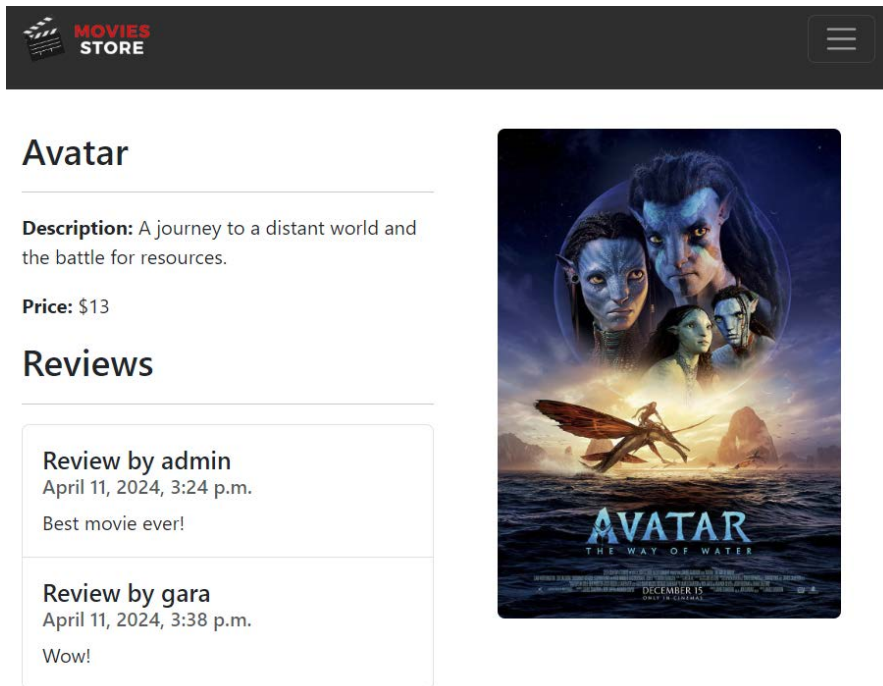 MOVIES
STORE
Avatar
Description: A journey to a distant world and
the battle for resources.
Price: $13
Reviews
Review by admin
April 11, 2024, 3:24 p.m.
Best movie ever!
Review by gara
April 11, 2024, 3:38 p.m.
Wow!
AVATAR
THE WAY OF WATER
DECEMBER 15
ONLY IN CINEMAS